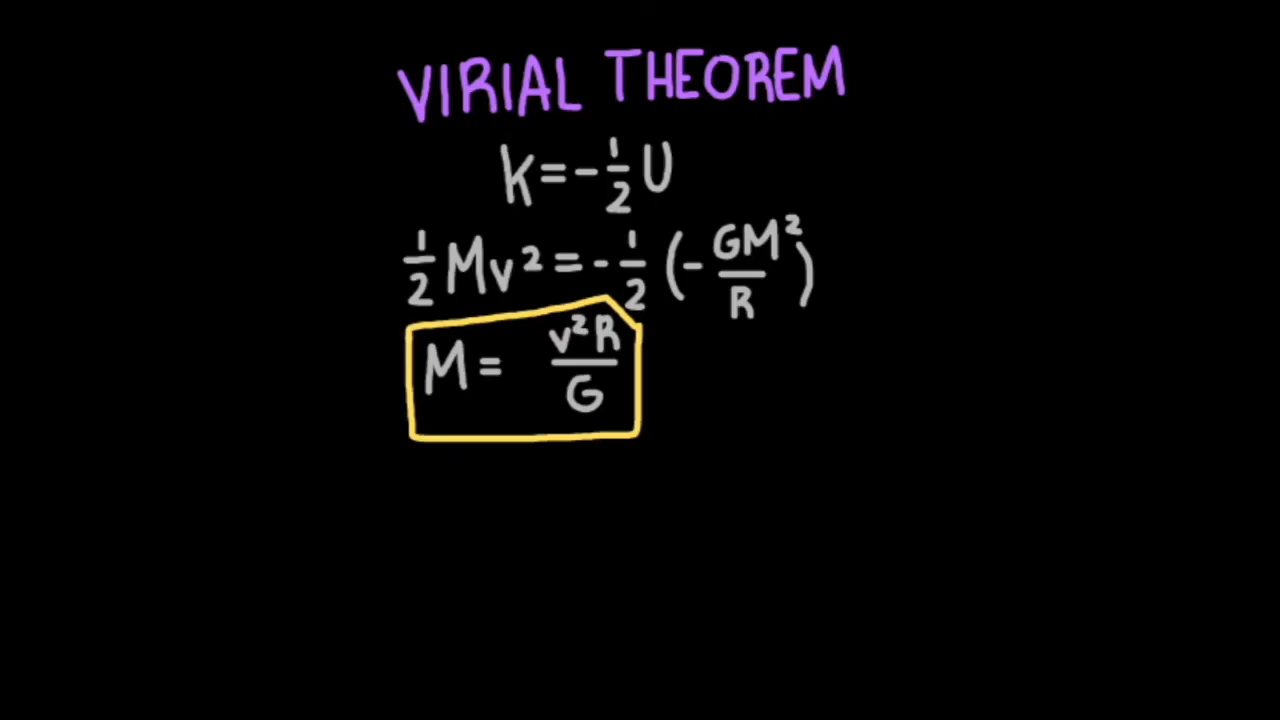 VIRIAL THEOREM
K=-½U
½Mv²=-½(-GM²/R)
M= v²R/G